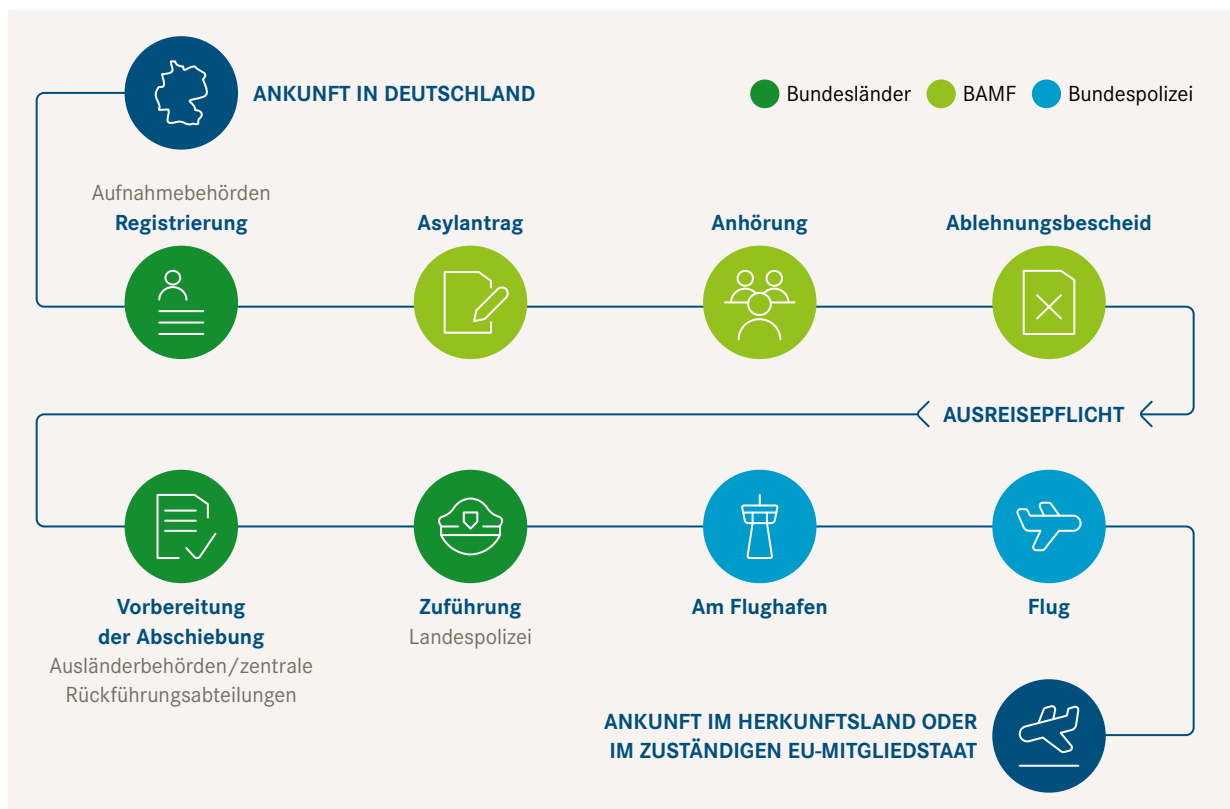 ANKUNFT IN DEUTSCHLAND
Bundesländer
BAMF
Bundespolizei
Aufnahmebehörden
Registrierung
Asylantrag
Anhörung
Ablehnungsbescheid
AUSREISEPFLICHT
Vorbereitung
der Abschiebung
Ausländerbehörden/zentrale
Rückführungsabteilungen
Zuführung
Landespolizei
Am Flughafen
Flug
ANKUNFT IM HERKUNFTSLAND ODER
IM ZUSTÄNDIGEN EU-MITGLIEDSTAAT